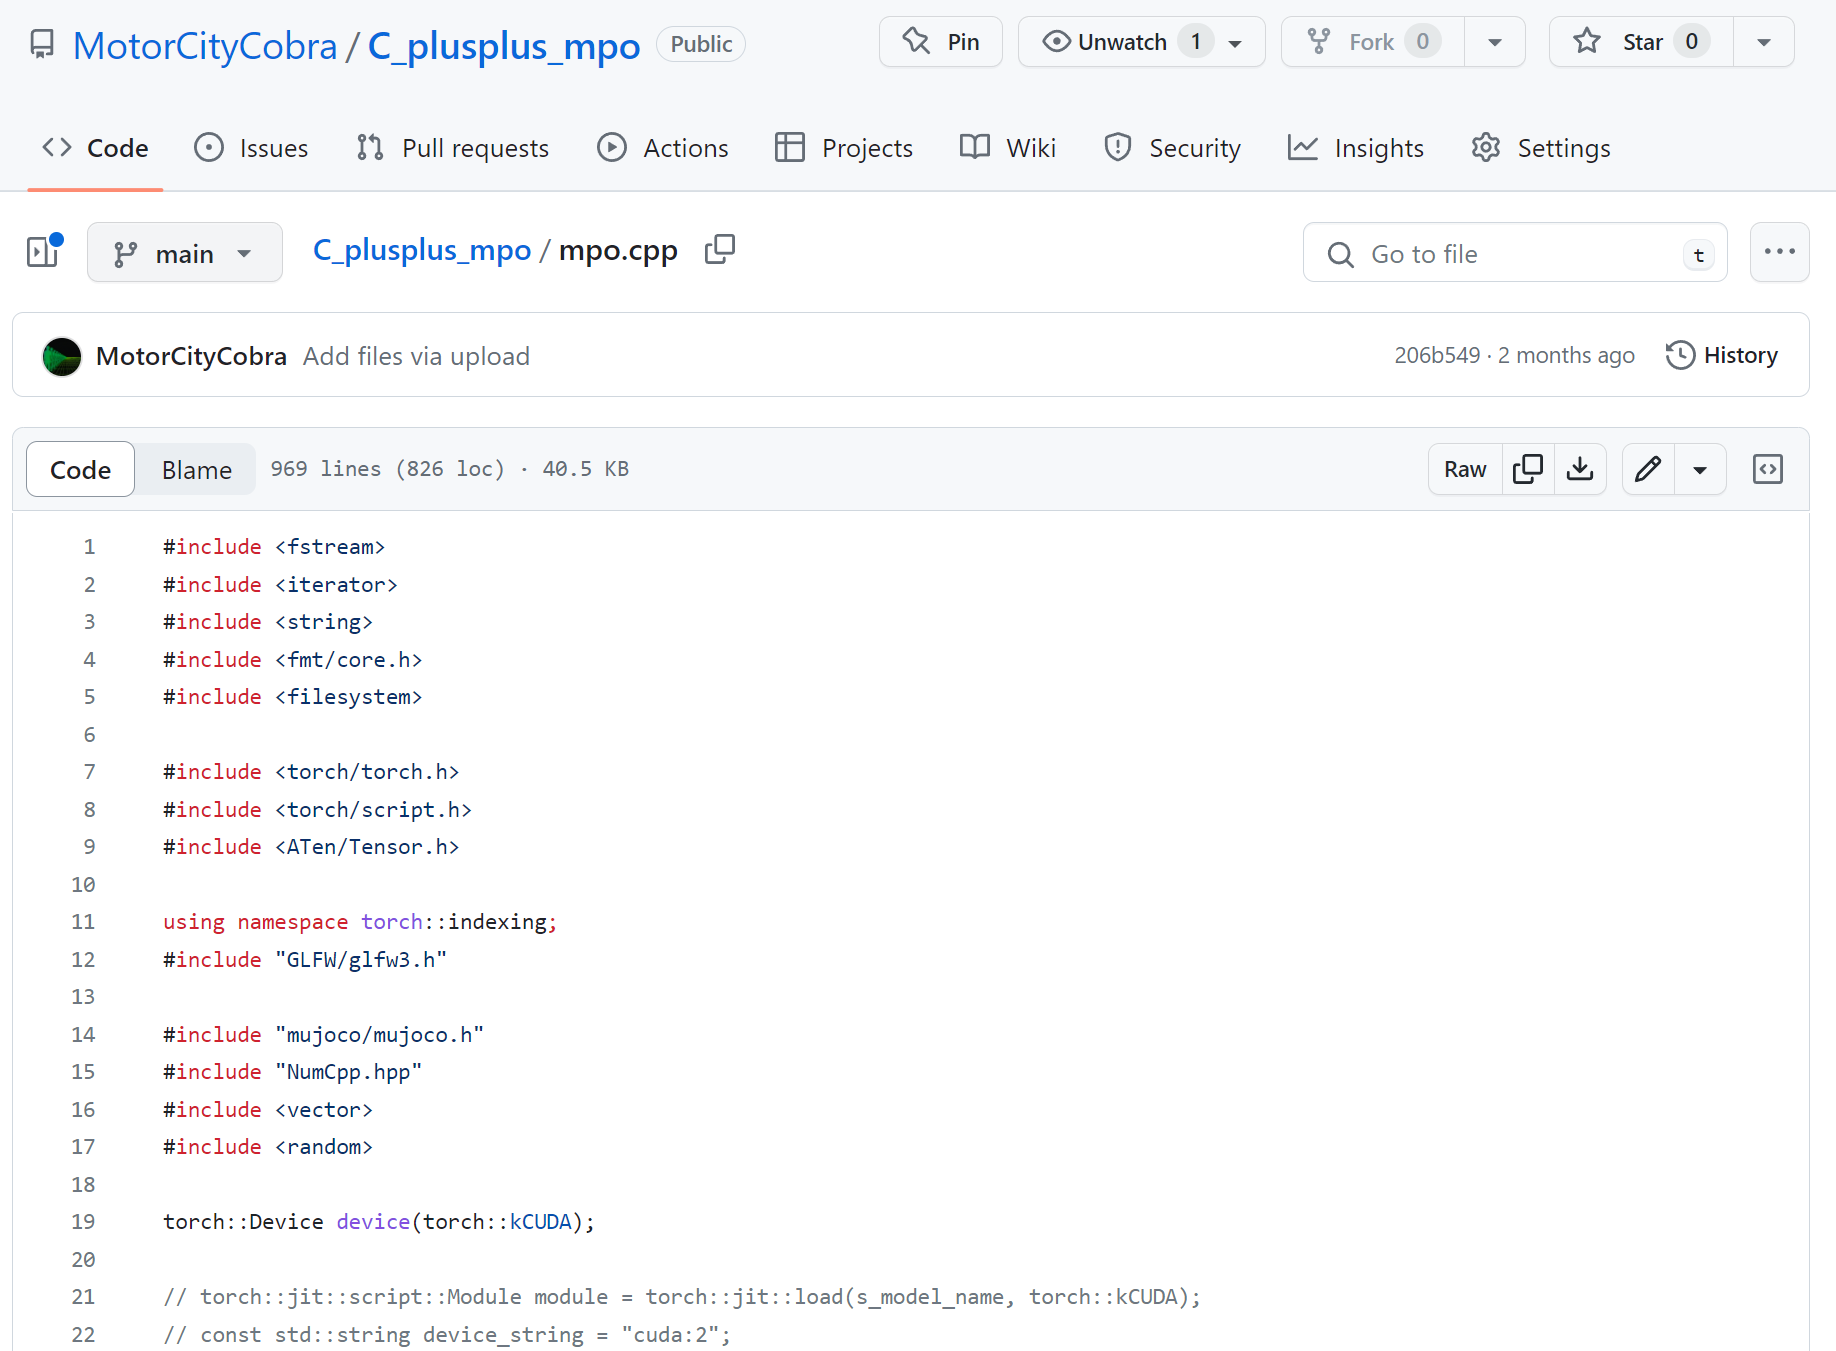 MotorCityCobra / C_plusplus_mpo Public Pin Unwatch 1 Fork 0 Star 0
Code Issues Pull requests Actions Projects Wiki Security Insights Settings
main C_plusplus_mpo / mpo.cpp Go to file t
MotorCityCobra Add files via upload 206b549 · 2 months ago History
Code Blame 969 lines (826 loc) · 40.5 KB Raw
1 #include <fstream>
2 #include <iterator>
3 #include <string>
4 #include <fmt/core.h>
5 #include <filesystem>
6
7 #include <torch/torch.h>
8 #include <torch/script.h>
9 #include <ATen/Tensor.h>
10
11 using namespace torch::indexing;
12 #include "GLFW/glfw3.h"
13
14 #include "mujoco/mujoco.h"
15 #include "NumCpp.hpp"
16 #include <vector>
17 #include <random>
18
19 torch::Device device(torch::kCUDA);
20
21 // torch::jit::script::Module module = torch::jit::load(s_model_name, torch::kCUDA);
22 // const std::string device_string = "cuda:2";